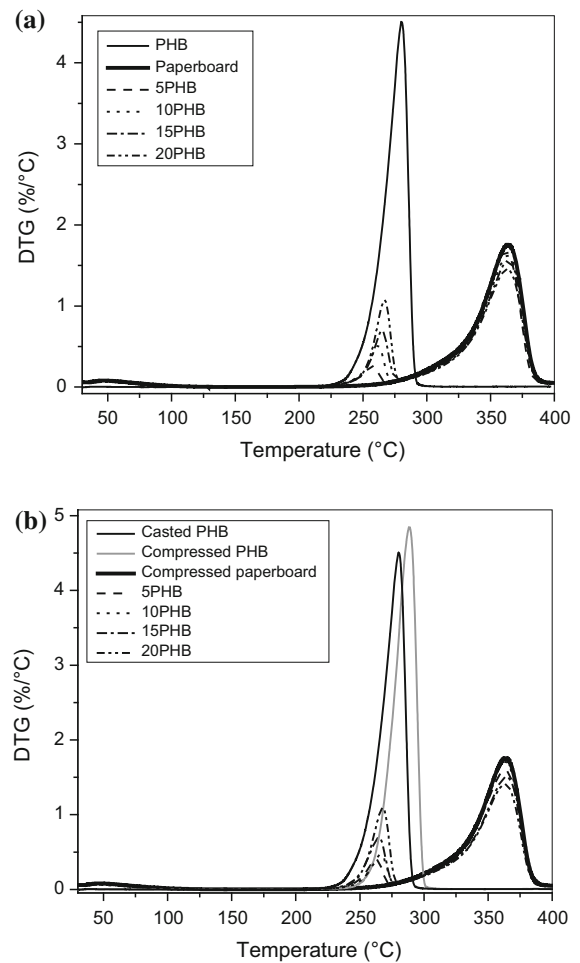 (a)
PHB
Paperboard
5PHB
10PHB
15PHB
20PHB
DTG (%/°C)
4
3
2
1
0
50 100 150 200 250 300 350 400
Temperature (°C)
(b)
Casted PHB
Compressed PHB
Compressed paperboard
5PHB
10PHB
15PHB
20PHB
DTG (%/°C)
5
4
3
2
1
0
50 100 150 200 250 300 350 400
Temperature (°C)